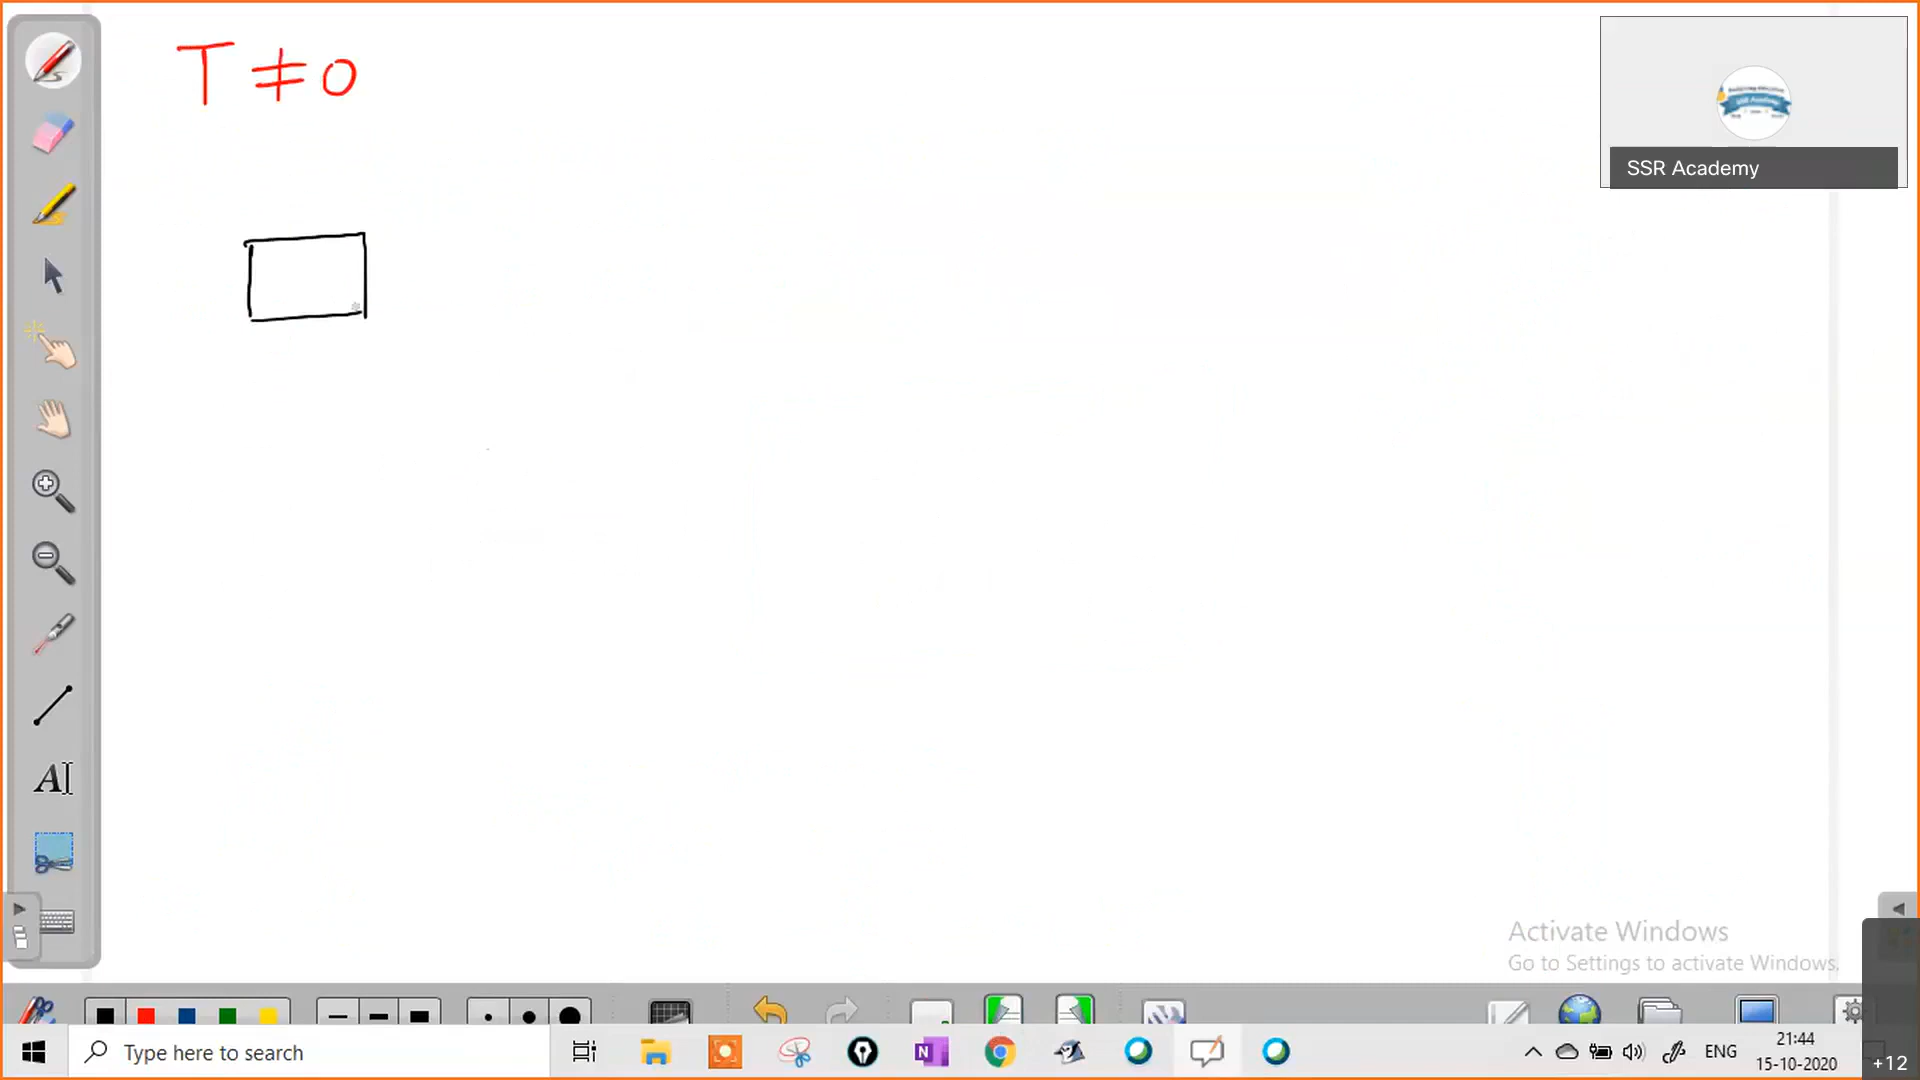 T ≠ 0
SSR Academy
Activate Windows
Go to Settings to activate Windows.
Type here to search
ENG
21:44
15-10-2020
+12